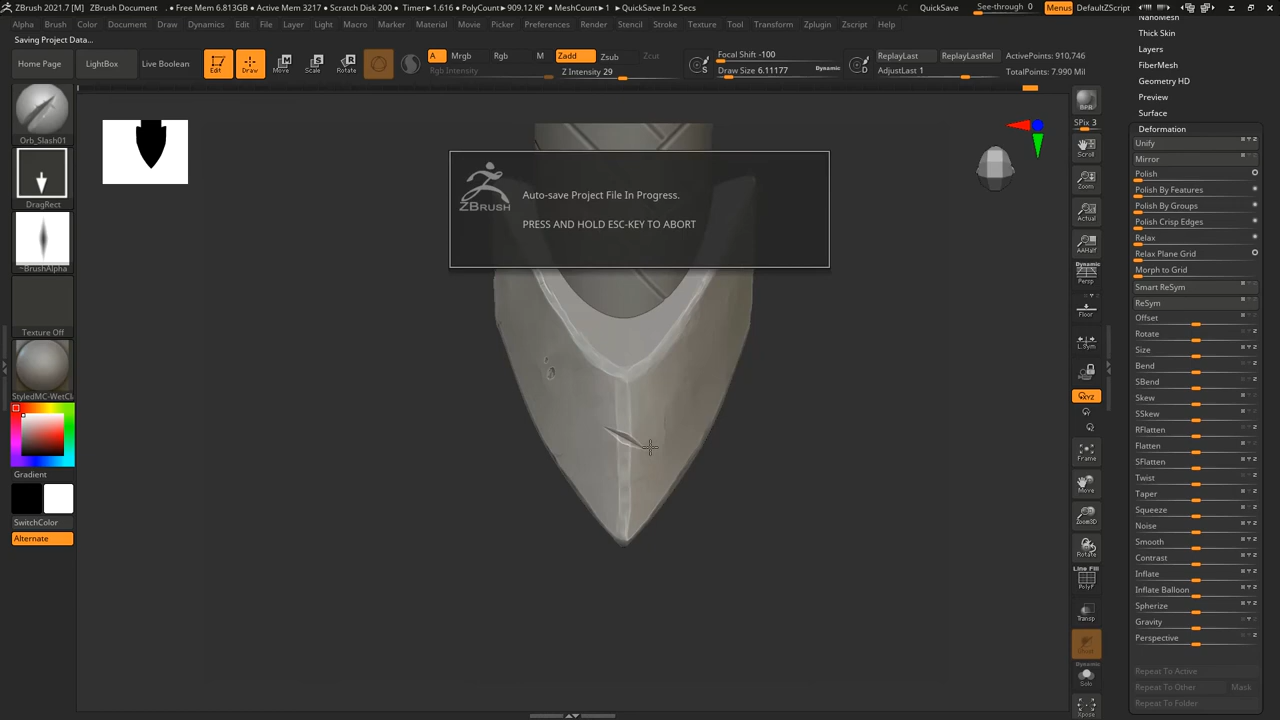 ZBrush 2021.7 [M] ZBrush Document . • Free Mem 6.813GB • Active Mem 3217 • Scratch Disk 200 • Timer▸1.616 • PolyCount▸909.12 KP • MeshCount▸1 ▸ QuickSave In 2 Secs AC QuickSave See-through 0 Menus DefaultZScript
Alpha Brush Color Document Draw Dynamics Edit File Layer Light Macro Marker Material Movie Picker Preferences Render Stencil Stroke Texture Tool Transform Zplugin Zscript Help
Saving Project Data...
Home Page LightBox Live Boolean Edit Draw Move Scale Rotate
A Mrgb Rgb M Zadd Zsub Zcut
Rgb Intensity Z Intensity 29
Focal Shift -100
Draw Size 6.11177 Dynamic
ReplayLast ReplayLastRel
AdjustLast 1
ActivePoints: 910.746
TotalPoints: 7.990 Mil
Orb_Slash01
DragRect
~BrushAlpha
Texture Off
StyledMC-WetCl
Gradient
SwitchColor
Alternate
ZBRUSH
Auto-save Project File In Progress.
PRESS AND HOLD ESC-KEY TO ABORT
BPR
SPix 3
Scroll
Zoom
Actual
AAHalf
Dynamic
Persp
Floor
L.Sym
XYZ
Frame
Move
Zoom3D
Rotate
Line Fill
PolyF
Transp
Dynamic
Solo
Xpose
NanoMesh
Thick Skin
Layers
FiberMesh
Geometry HD
Preview
Surface
Deformation
Unify
Mirror
Polish
Polish By Features
Polish By Groups
Polish Crisp Edges
Relax
Relax Plane Grid
Morph to Grid
Smart ReSym
ReSym
Offset
Rotate
Size
Bend
SBend
Skew
SSkew
RFlatten
Flatten
SFlatten
Twist
Taper
Squeeze
Noise
Smooth
Contrast
Inflate
Inflate Balloon
Spherize
Gravity
Perspective
Repeat To Active
Repeat To Other Mask
Repeat To Folder